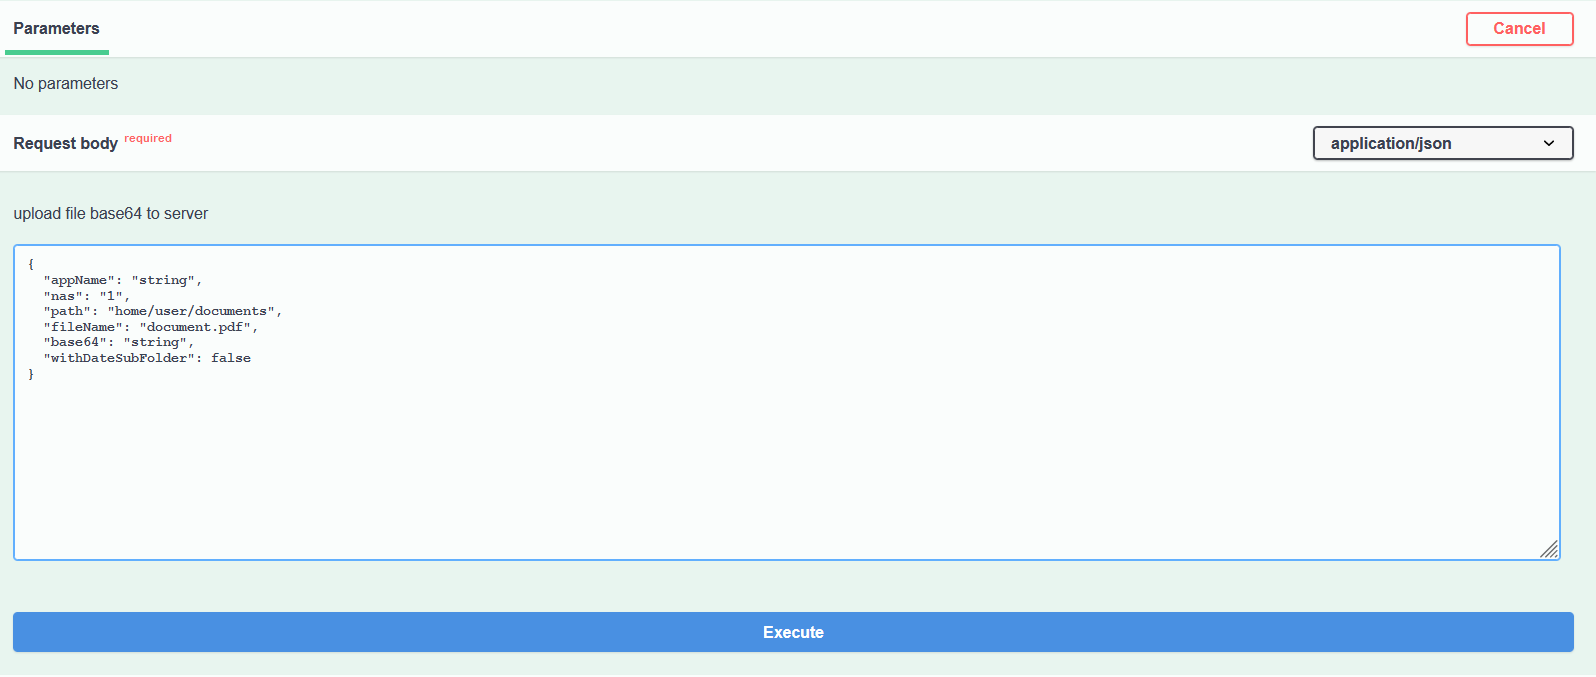 Parameters
Cancel
No parameters
Request body required
application/json
upload file base64 to server
{
  "appName": "string",
  "nas": "1",
  "path": "home/user/documents",
  "fileName": "document.pdf",
  "base64": "string",
  "withDateSubFolder": false
}
Execute